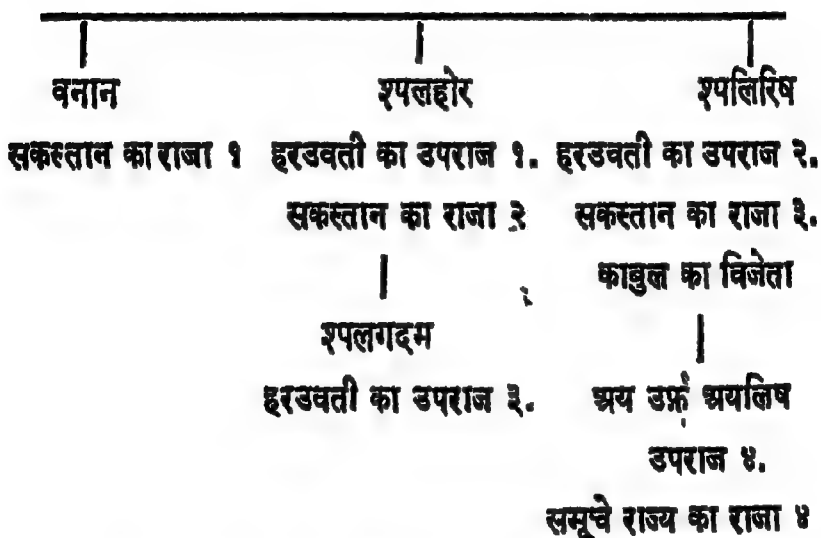 वनान श्पलहोर श्पलिरिष
सकस्तान का राजा १ हरउवती का उपराज १. हरउवती का उपराज २.
सकस्तान का राजा २ सकस्तान का राजा ३.
काबुल का विजेता
श्पलगदम
हरउवती का उपराज ३. अय उर्फ़ अयलिष
उपराज ४.
समूचे राज्य का राजा ४